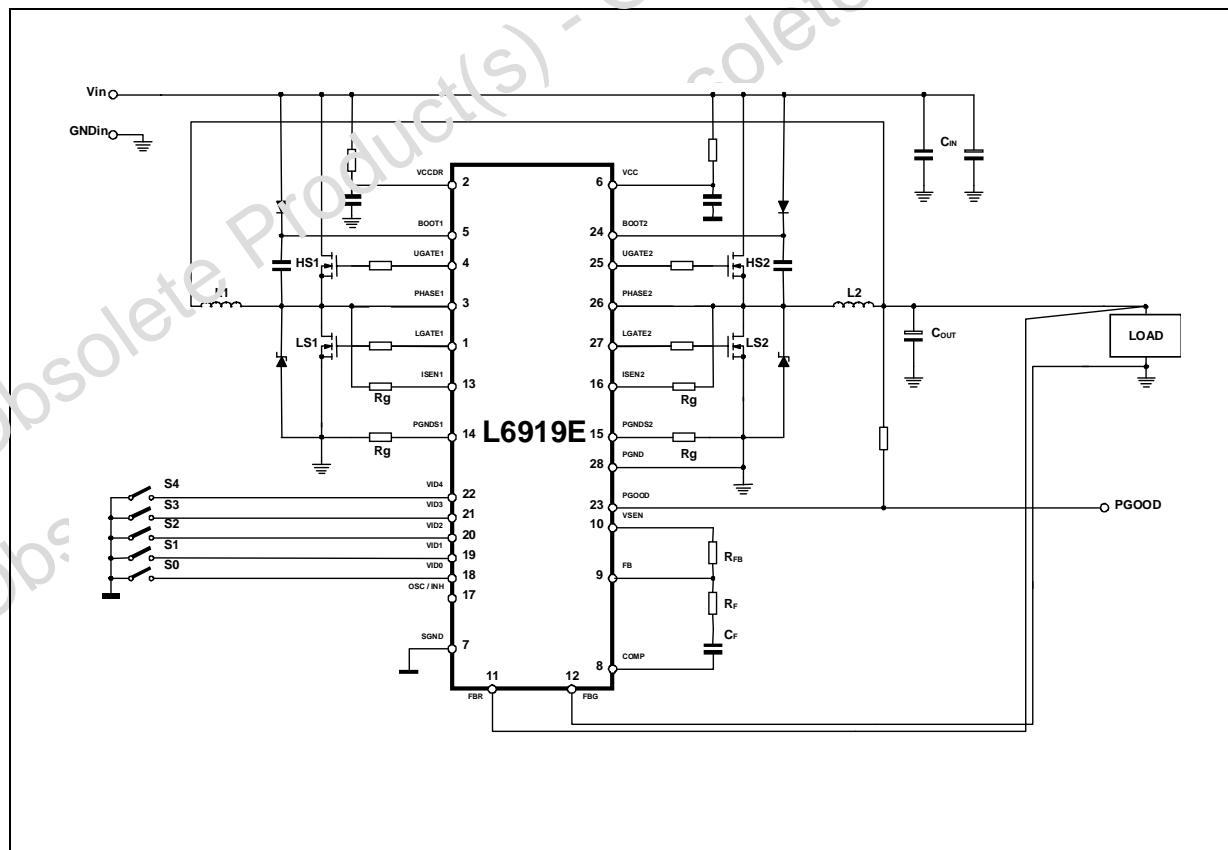 Obsolete Product(s) - O
solete
Obsolete
Obs
Vin
GNDin
CIN
VCCDR
2
6
VCC
BOOT1
5
24
BOOT2
HS1
UGATE1
4
25
UGATE2
HS2
L1
PHASE1
3
26
PHASE2
L2
COUT
LOAD
LS1
LGATE1
1
27
LGATE2
LS2
ISEN1
13
16
ISEN2
Rg
Rg
PGNDS1
14
L6919E
15
PGNDS2
Rg
Rg
28
PGND
S4
VID4
22
23
PGOOD
PGOOD
S3
VID3
21
10
VSEN
S2
VID2
20
RFB
S1
VID1
19
9
FB
S0
VID0
18
OSC / INH
17
RF
CF
SGND
7
8
COMP
11
12
FBR
FBG